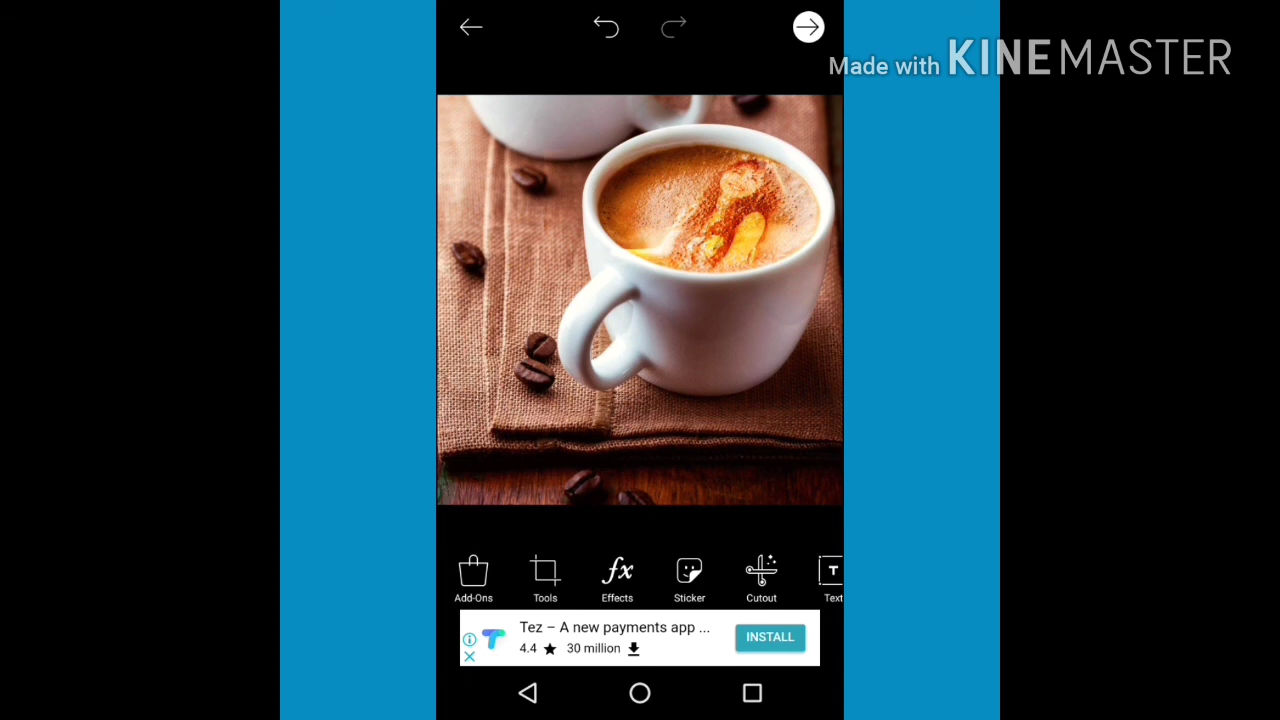 Made with KINEMASTER
Add-Ons
Tools
Effects
Sticker
Cutout
Text
Tez – A new payments app ...
4.4 ★ 30 million
INSTALL